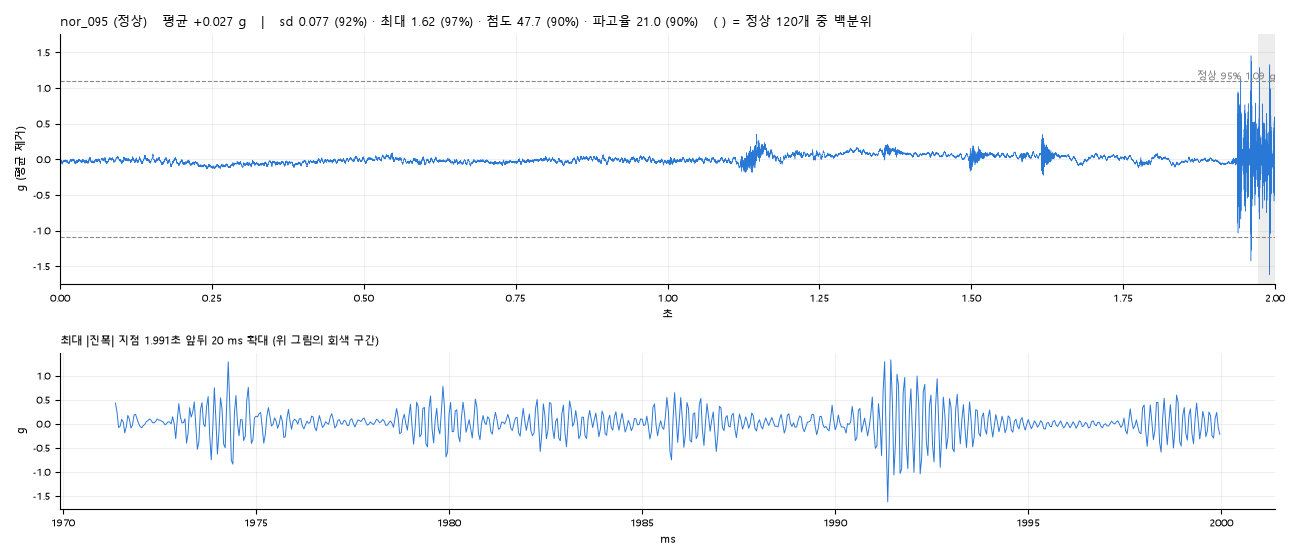 nor_095 (정상)    평균 +0.027 g    |    sd 0.077 (92%) · 최대 1.62 (97%) · 첨도 47.7 (90%) · 파고율 21.0 (90%)    ( ) = 정상 120개 중 백분위
1.5
1.0
0.5
0.0
-0.5
-1.0
-1.5
g (평균 제거)
정상 95% 1.09 g
0.00 0.25 0.50 0.75 1.00 1.25 1.50 1.75 2.00
초
최대 |진폭| 지점 1.991초 앞뒤 20 ms 확대 (위 그림의 회색 구간)
1.0
0.5
0.0
-0.5
-1.0
-1.5
g
1970 1975 1980 1985 1990 1995 2000
ms